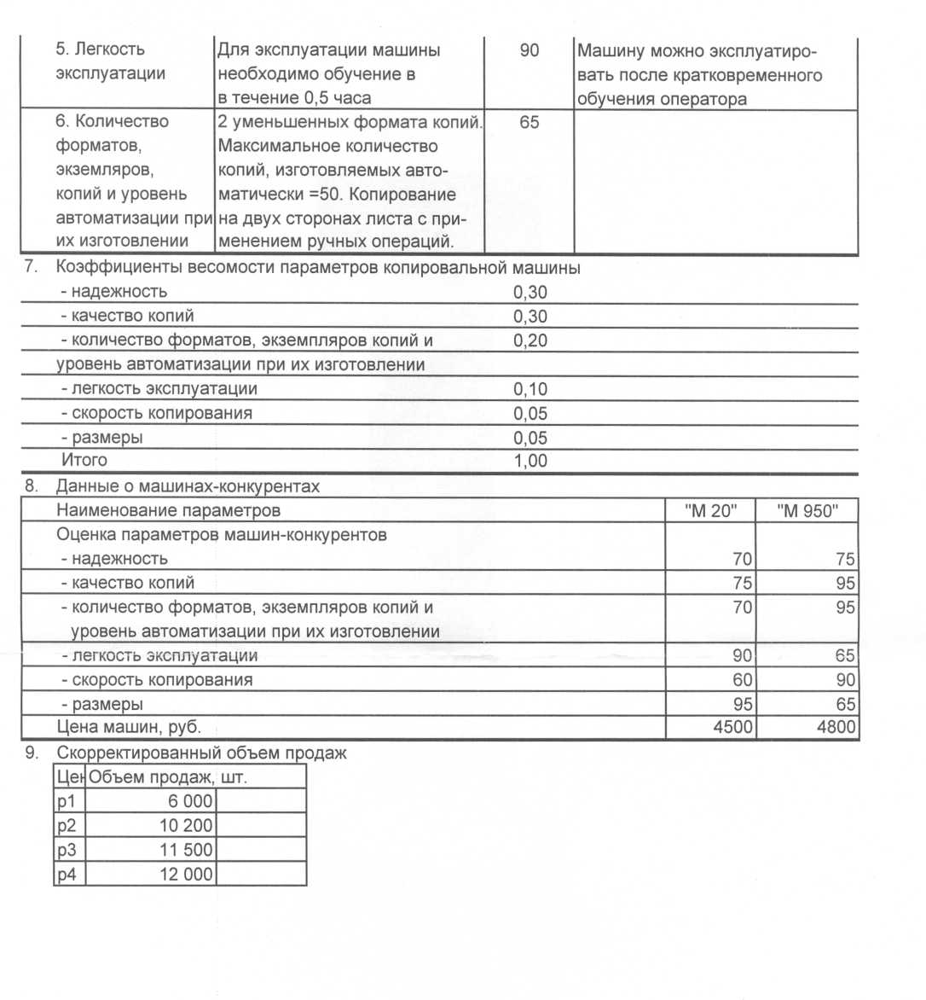 5. Легкость
эксплуатации
Для эксплуатации машины
необходимо обучение в
в течение 0,5 часа
90
Машину можно эксплуатиро-
вать после кратковременного
обучения оператора
6. Количество
форматов,
экземляров,
копий и уровень
автоматизации при
их изготовлении
2 уменьшенных формата копий.
Максимальное количество
копий, изготовляемых авто-
матически =50. Копирование
на двух сторонах листа с при-
менением ручных операций.
65
7. Коэффициенты весомости параметров копировальной машины
- надежность 0,30
- качество копий 0,30
- количество форматов, экземпляров копий и 0,20
уровень автоматизации при их изготовлении
- легкость эксплуатации 0,10
- скорость копирования 0,05
- размеры 0,05
Итого 1,00
8. Данные о машинах-конкурентах
Наименование параметров "М 20" "М 950"
Оценка параметров машин-конкурентов
- надежность 70 75
- качество копий 75 95
- количество форматов, экземпляров копий и 70 95
уровень автоматизации при их изготовлении
- легкость эксплуатации 90 65
- скорость копирования 60 90
- размеры 95 65
Цена машин, руб. 4500 4800
9. Скорректированный объем продаж
Цен Объем продаж, шт.
p1 6 000
p2 10 200
p3 11 500
p4 12 000